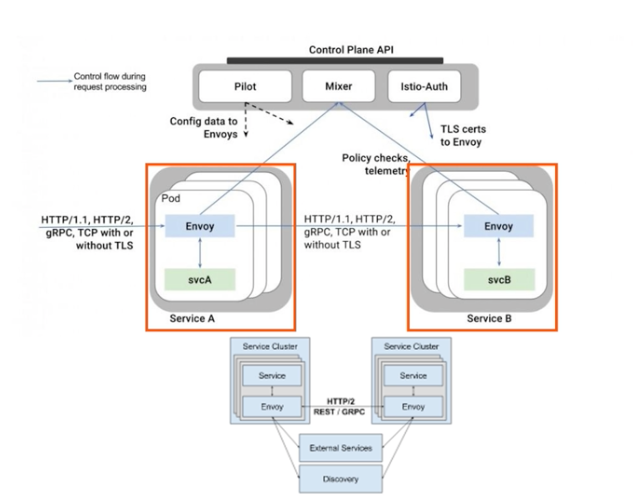 Control Plane API
Control flow during
request processing
Pilot
Mixer
Istio-Auth
Config data to
Envoys
TLS certs
to Envoy
Policy checks,
telemetry
Pod
HTTP/1.1, HTTP/2,
gRPC, TCP with or
without TLS
Envoy
HTTP/1.1, HTTP/2,
gRPC, TCP with or
without TLS
Envoy
svcA
svcB
Service A
Service B
Service Cluster
Service Cluster
Service
Service
HTTP/2
REST / GRPC
Envoy
Envoy
External Services
Discovery